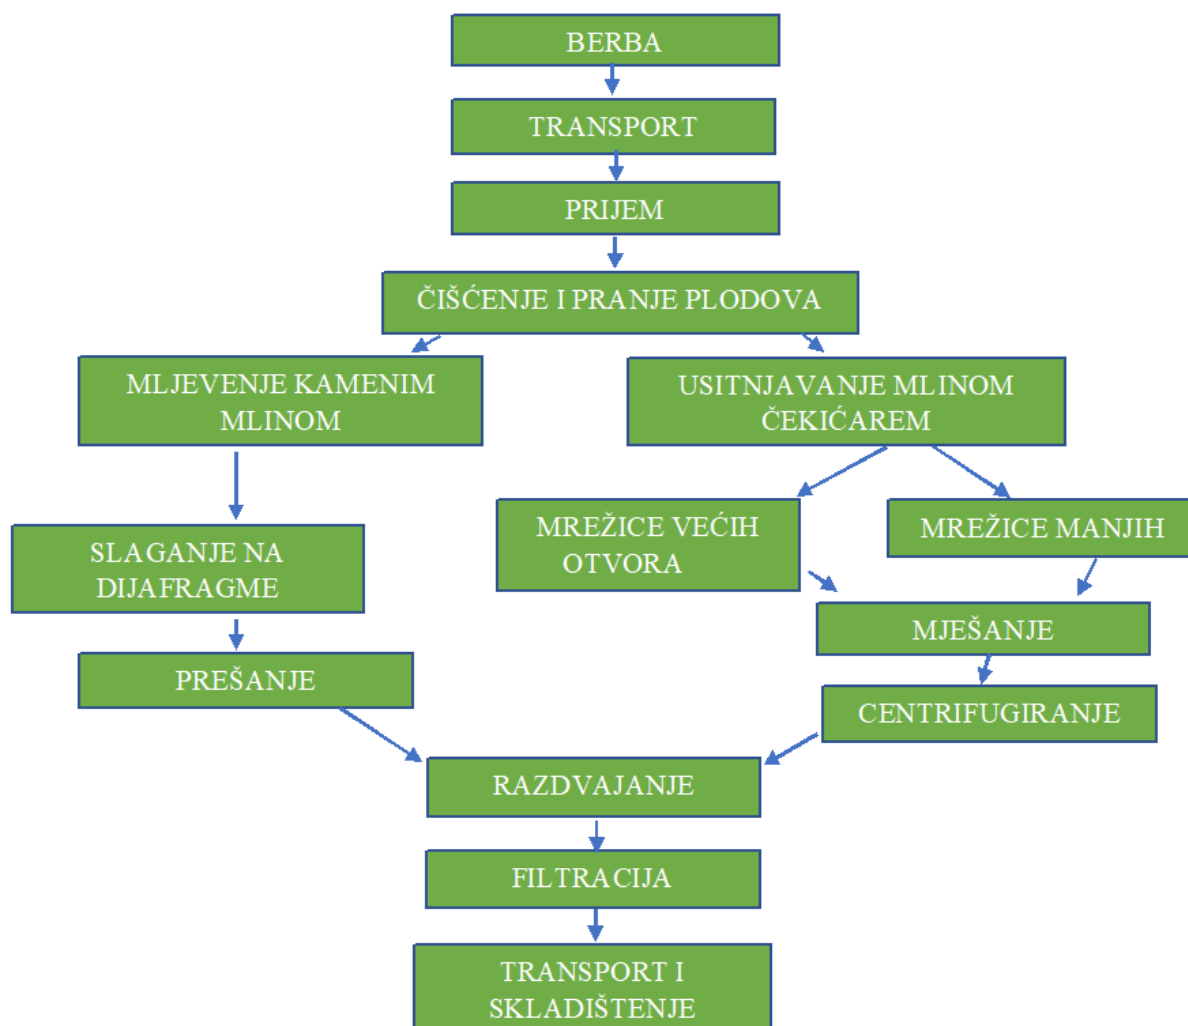 BERBA
TRANSPORT
PRIJEM
ČIŠĆENJE I PRANJE PLODOVA
MLJEVENJE KAMENIM
MLINOM
USITNJAVANJE MLINOM
ČEKIĆAREM
MREŽICE VEĆIH
OTVORA
MREŽICE MANJIH
SLAGANJE NA
DIJAFRAGME
MJEŠANJE
PREŠANJE
CENTRIFUGIRANJE
RAZDVAJANJE
FILTRACIJA
TRANSPORT I
SKLADIŠTENJE